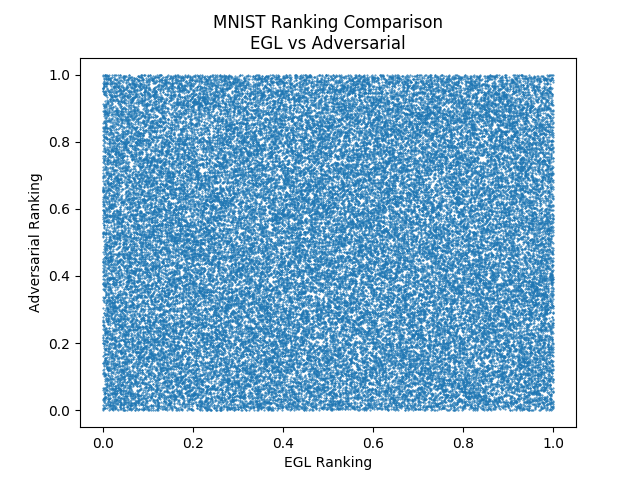 MNIST Ranking Comparison
EGL vs Adversarial
1.0
0.8
0.6
0.4
0.2
0.0
Adversarial Ranking
0.0 0.2 0.4 0.6 0.8 1.0
EGL Ranking